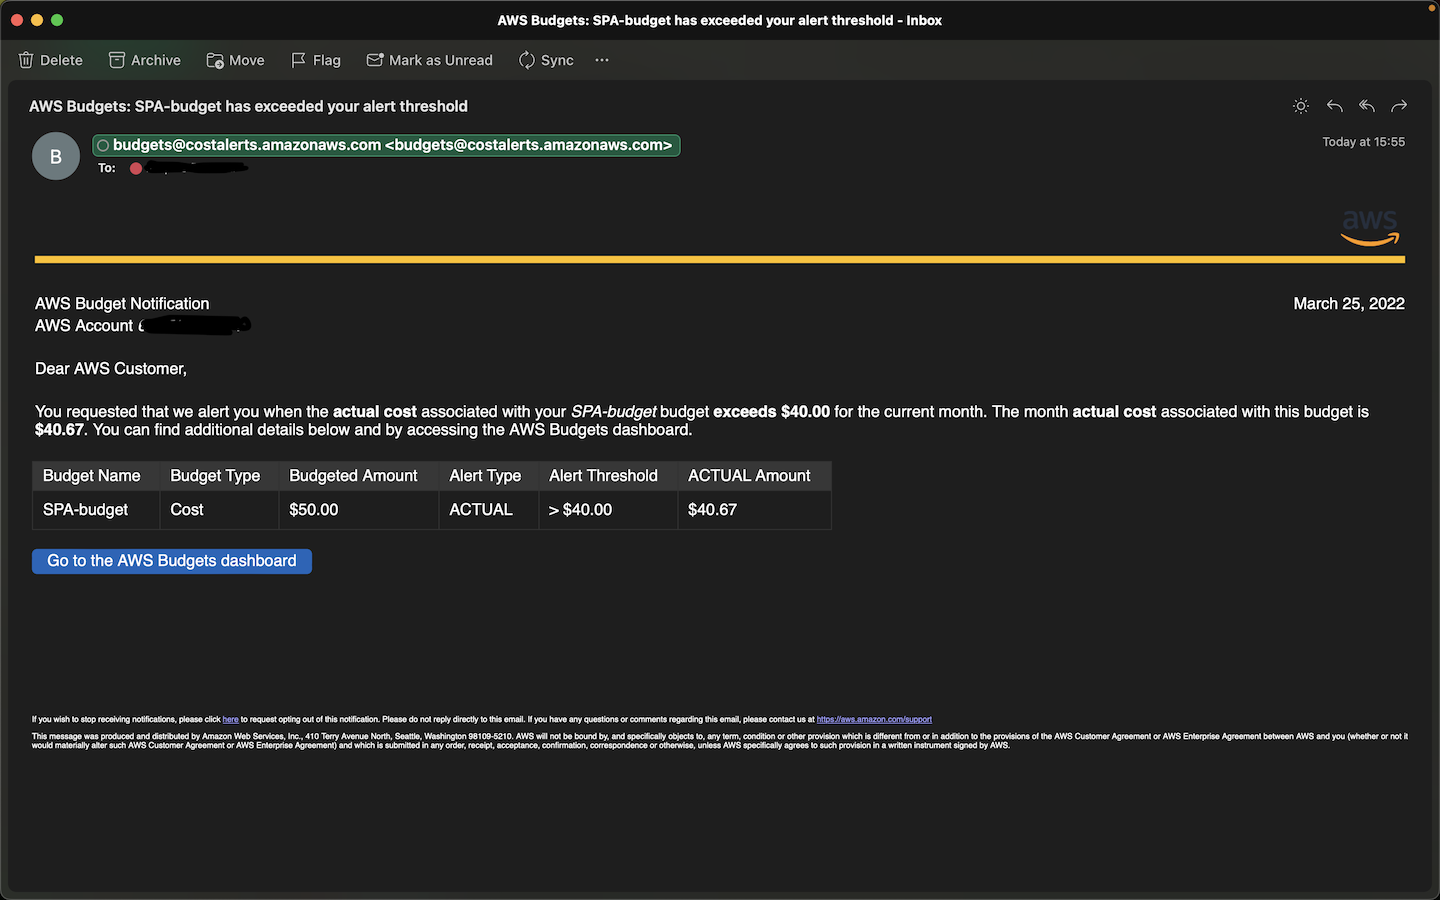 AWS Budgets: SPA-budget has exceeded your alert threshold - Inbox
Delete Archive Move Flag Mark as Unread Sync ...
AWS Budgets: SPA-budget has exceeded your alert threshold
B
budgets@costalerts.amazonaws.com <budgets@costalerts.amazonaws.com>
Today at 15:55
To:
aws
AWS Budget Notification
March 25, 2022
AWS Account
Dear AWS Customer,
You requested that we alert you when the actual cost associated with your SPA-budget budget exceeds $40.00 for the current month. The month actual cost associated with this budget is
$40.67. You can find additional details below and by accessing the AWS Budgets dashboard.
Budget Name Budget Type Budgeted Amount Alert Type Alert Threshold ACTUAL Amount
SPA-budget Cost $50.00 ACTUAL > $40.00 $40.67
Go to the AWS Budgets dashboard
If you wish to stop receiving notifications, please click here to request opting out of this notification. Please do not reply directly to this email. If you have any questions or comments regarding this email, please contact us at https://aws.amazon.com/support
This message was produced and distributed by Amazon Web Services, Inc., 410 Terry Avenue North, Seattle, Washington 98109-5210. AWS will not be bound by, and specifically objects to, any term, condition or other provision which is different from or in addition to the provisions of the AWS Customer Agreement or AWS Enterprise Agreement between AWS and you (whether or not it
would materially alter such AWS Customer Agreement or AWS Enterprise Agreement) and which is submitted in any order, receipt, acceptance, confirmation, correspondence or otherwise, unless AWS specifically agrees to such provision in a written instrument signed by AWS.